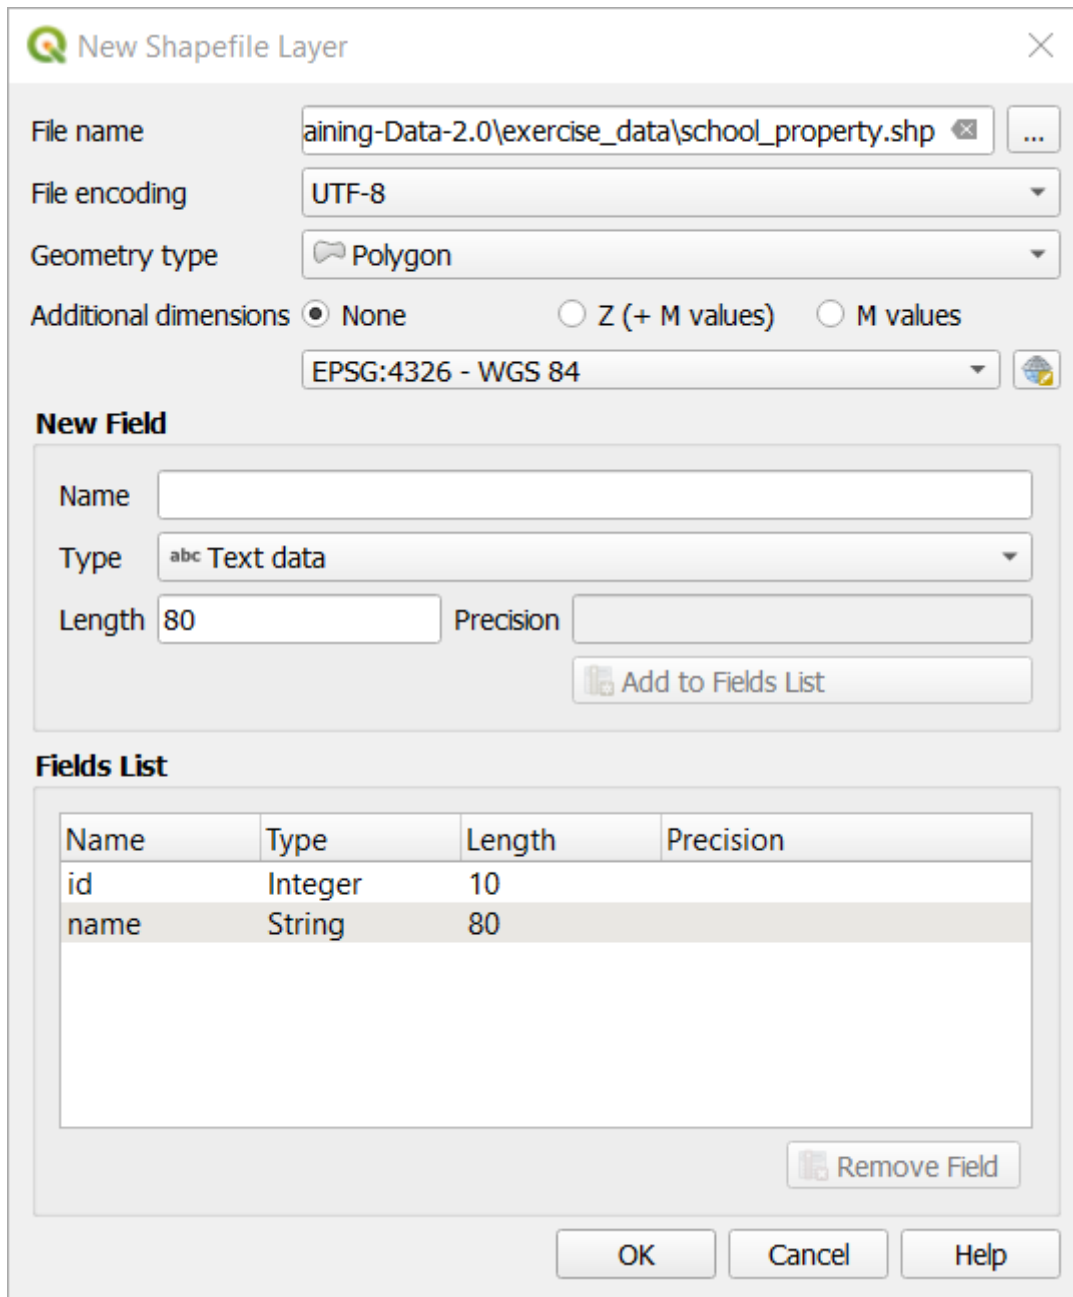 New Shapefile Layer
File name aining-Data-2.0\exercise_data\school_property.shp ...
File encoding UTF-8
Geometry type Polygon
Additional dimensions None Z (+ M values) M values
EPSG:4326 - WGS 84
New Field
Name
Type abc Text data
Length 80 Precision
Add to Fields List
Fields List
Name Type Length Precision
id Integer 10
name String 80
Remove Field
OK Cancel Help